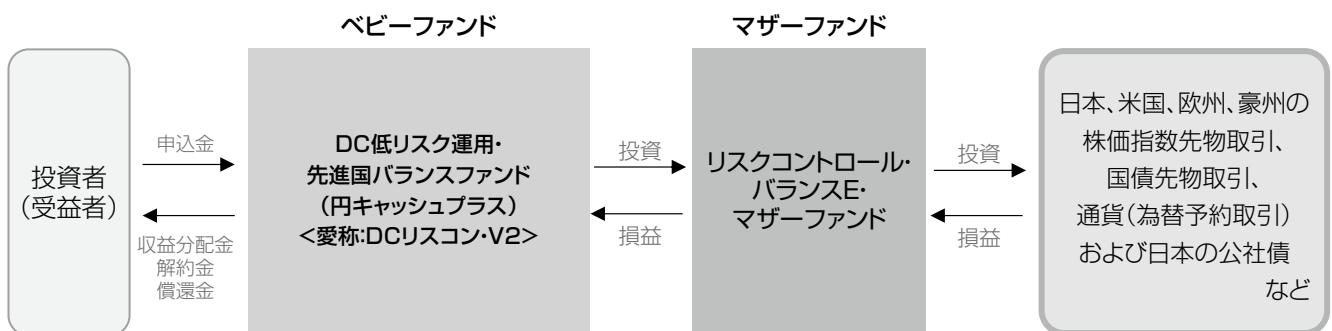 ベビーファンド
マザーファンド
投資者
(受益者)
申込金
収益分配金
解約金
償還金
DC低リスク運用・
先進国バランスファンド
(円キャッシュプラス)
<愛称:DCリスコン・V2>
投資
損益
リスクコントロール・
バランスE・
マザーファンド
投資
損益
日本、米国、欧州、豪州の
株価指数先物取引、
国債先物取引、
通貨(為替予約取引)
および日本の公社債
など